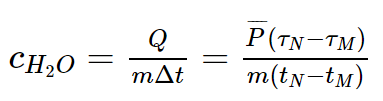 $c_{H_2O} = \frac{Q}{m\Delta t} = \frac{\overline{P}(\tau_N - \tau_M)}{m(t_N - t_M)}$